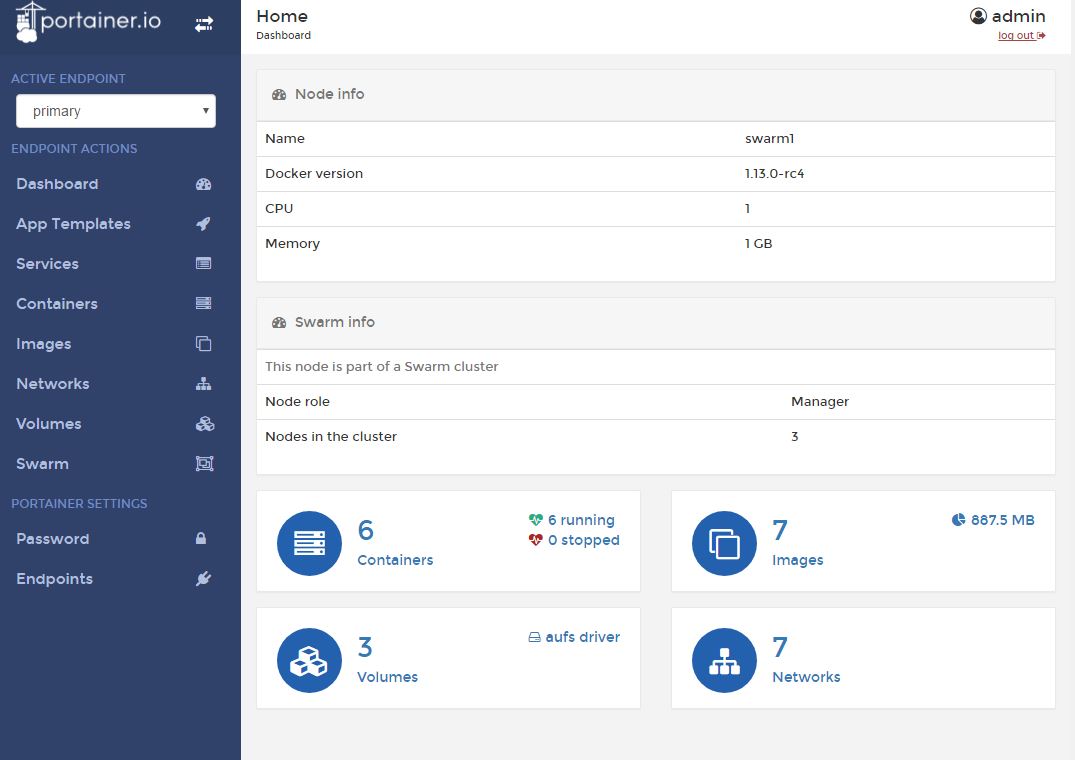 portainer.io
ACTIVE ENDPOINT
primary
ENDPOINT ACTIONS
Dashboard
App Templates
Services
Containers
Images
Networks
Volumes
Swarm
PORTAINER SETTINGS
Password
Endpoints
Home
Dashboard
admin
log out
Node info
Name swarm1
Docker version 1.13.0-rc4
CPU 1
Memory 1 GB
Swarm info
This node is part of a Swarm cluster
Node role Manager
Nodes in the cluster 3
6
Containers
6 running
0 stopped
7
Images
887.5 MB
3
Volumes
aufs driver
7
Networks